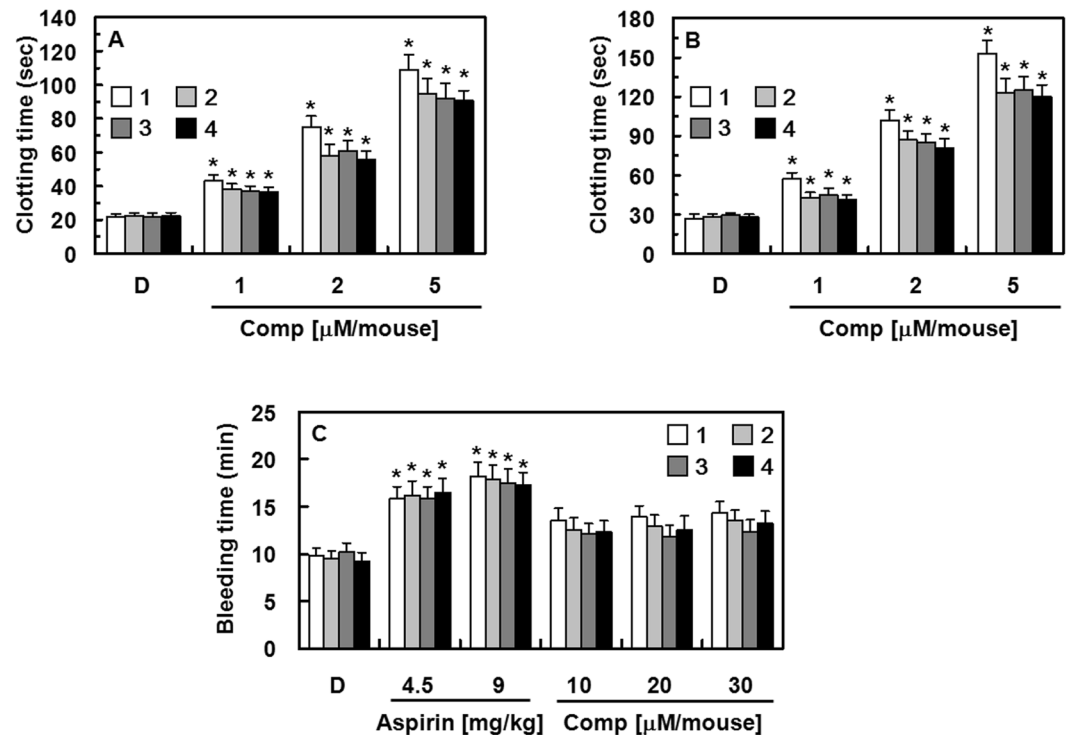 A
Clotting time (sec)
140
120
100
80
60
40
20
0
1 2
3 4
* * * *
* * * *
* * * *
D 1 2 5
Comp [μM/mouse]
B
Clotting time (sec)
180
150
120
90
60
30
0
1 2
3 4
* * * *
* * * *
* * * *
D 1 2 5
Comp [μM/mouse]
C
Bleeding time (min)
25
20
15
10
5
0
1 2
3 4
* * * *
* * * *
D 4.5 9 10 20 30
Aspirin [mg/kg] Comp [μM/mouse]